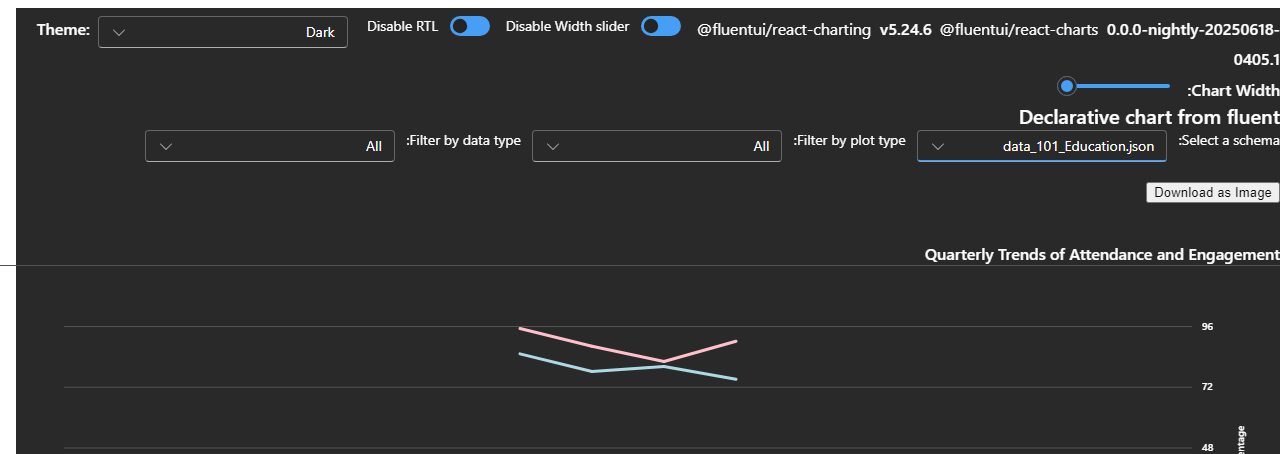 Theme: Dark Disable RTL Disable Width slider @fluentui/react-charting v5.24.6 @fluentui/react-charts 0.0.0-nightly-20250618-
0405.1
:Chart Width
Declarative chart from fluent
:Select a schema data_101_Education.json :Filter by plot type All :Filter by data type All
Download as Image
Quarterly Trends of Attendance and Engagement
96
72
48